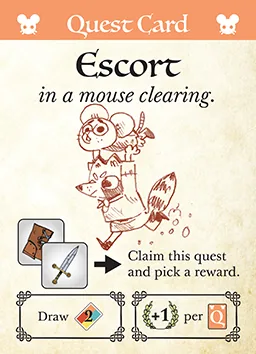 Quest Card
Escort
in a mouse clearing.
Claim this quest
and pick a reward.
Draw 2
+1 per Q